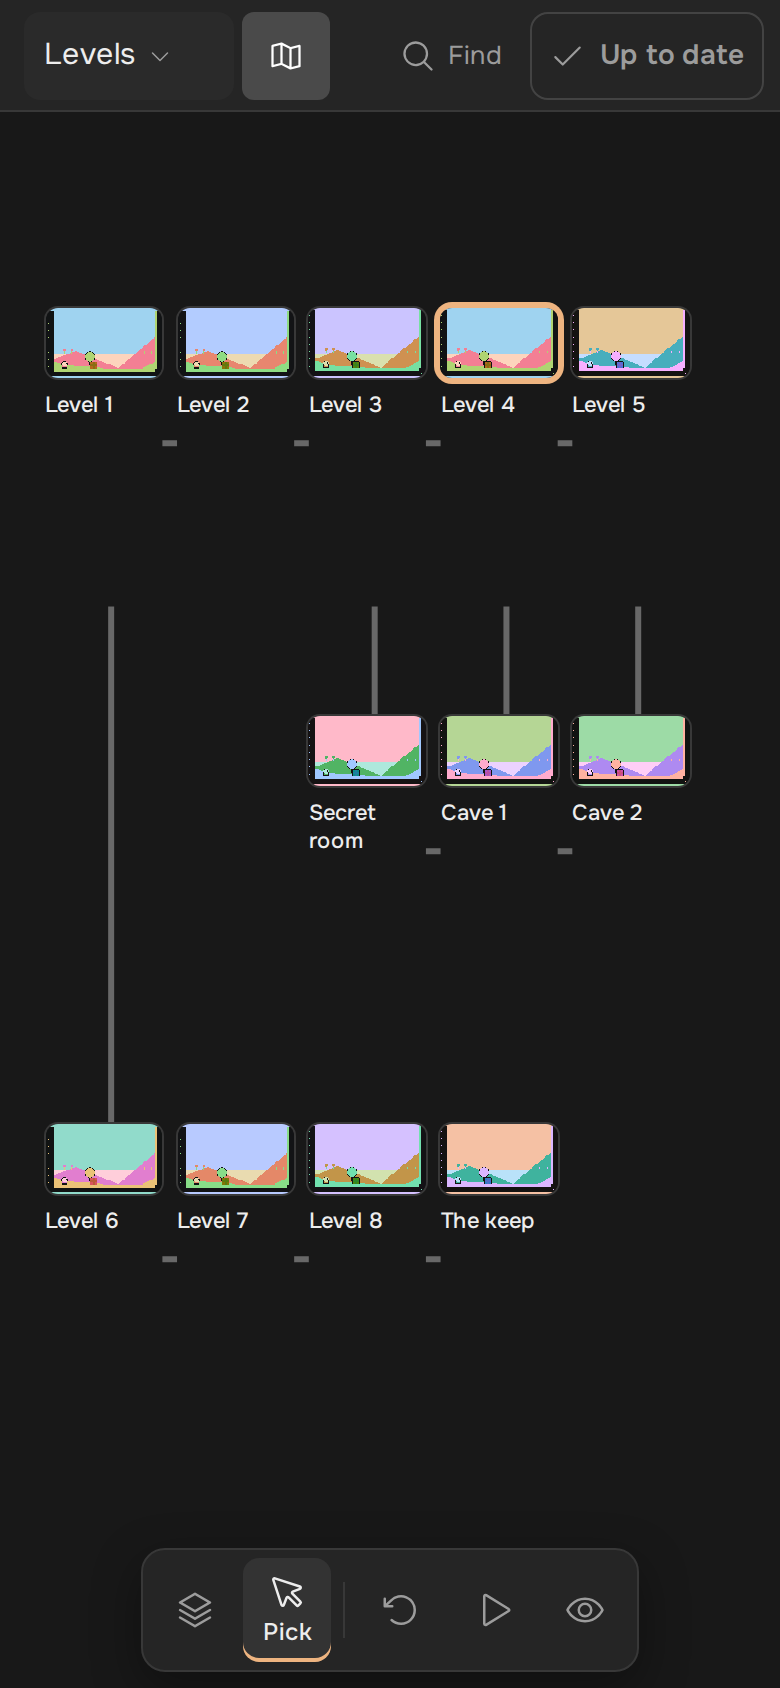 Levels
Find
Up to date
Level 1
Level 2
Level 3
Level 4
Level 5
Secret
room
Cave 1
Cave 2
Level 6
Level 7
Level 8
The keep
Pick